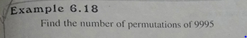 Example 6.18
Find the number of permutations of 9995